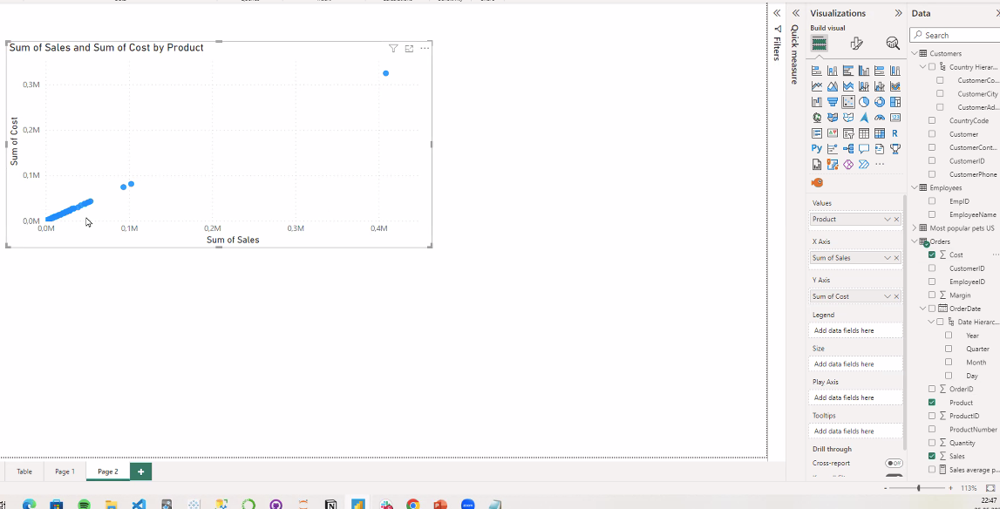 Visualizations
Data
Build visual
Search
Filters
Quick measure
Sum of Sales and Sum of Cost by Product
0,3M
0,2M
0,1M
0,0M
Sum of Cost
0,0M
0,1M
0,2M
0,3M
0,4M
Sum of Sales
R
Py
123
Values
Product
X Axis
Sum of Sales
Y Axis
Sum of Cost
Legend
Add data fields here
Size
Add data fields here
Play Axis
Add data fields here
Tooltips
Add data fields here
Drill through
Cross-report
Off
Customers
Country Hierar...
CustomerCo...
CustomerCity
CustomerAd...
CountryCode
Customer
CustomerCont...
CustomerID
CustomerPhone
Employees
EmpID
EmployeeName
Most popular pets US
Orders
Cost
CustomerID
EmployeeID
Margin
OrderDate
Date Hierarc...
Year
Quarter
Month
Day
OrderID
Product
ProductID
ProductNumber
Quantity
Sales
Sales average p...
Table
Page 1
Page 2
+
- + 113%
22:47